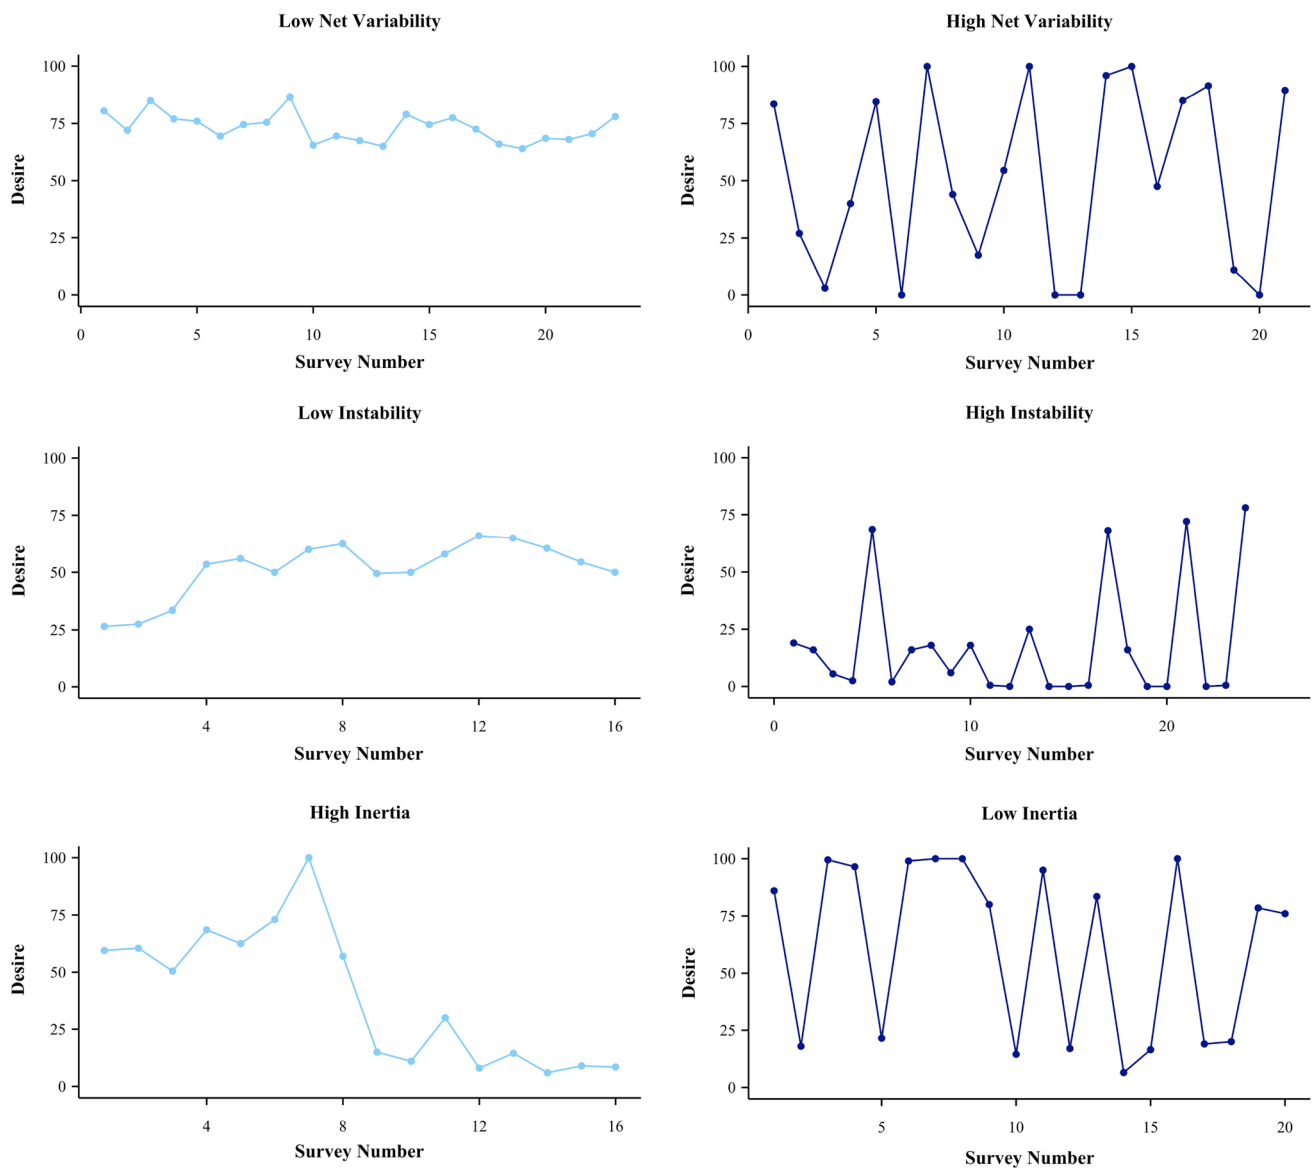 Low Net Variability
100
75
50
25
0
Desire
0 5 10 15 20
Survey Number
High Net Variability
100
75
50
25
0
Desire
0 5 10 15 20
Survey Number
Low Instability
100
75
50
25
0
Desire
4 8 12 16
Survey Number
High Instability
100
75
50
25
0
Desire
0 10 20
Survey Number
High Inertia
100
75
50
25
0
Desire
4 8 12 16
Survey Number
Low Inertia
100
75
50
25
0
Desire
5 10 15 20
Survey Number